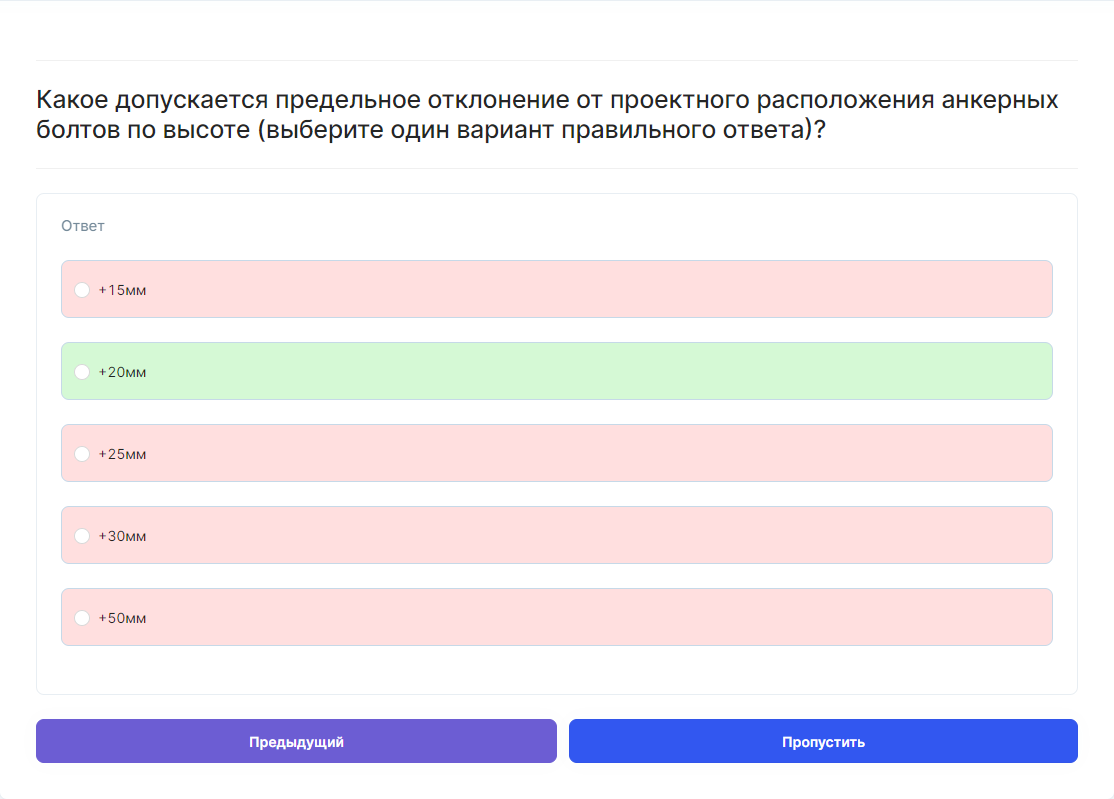 Какое допускается предельное отклонение от проектного расположения анкерных
болтов по высоте (выберите один вариант правильного ответа)?
Ответ
+15мм
+20мм
+25мм
+30мм
+50мм
Предыдущий
Пропустить